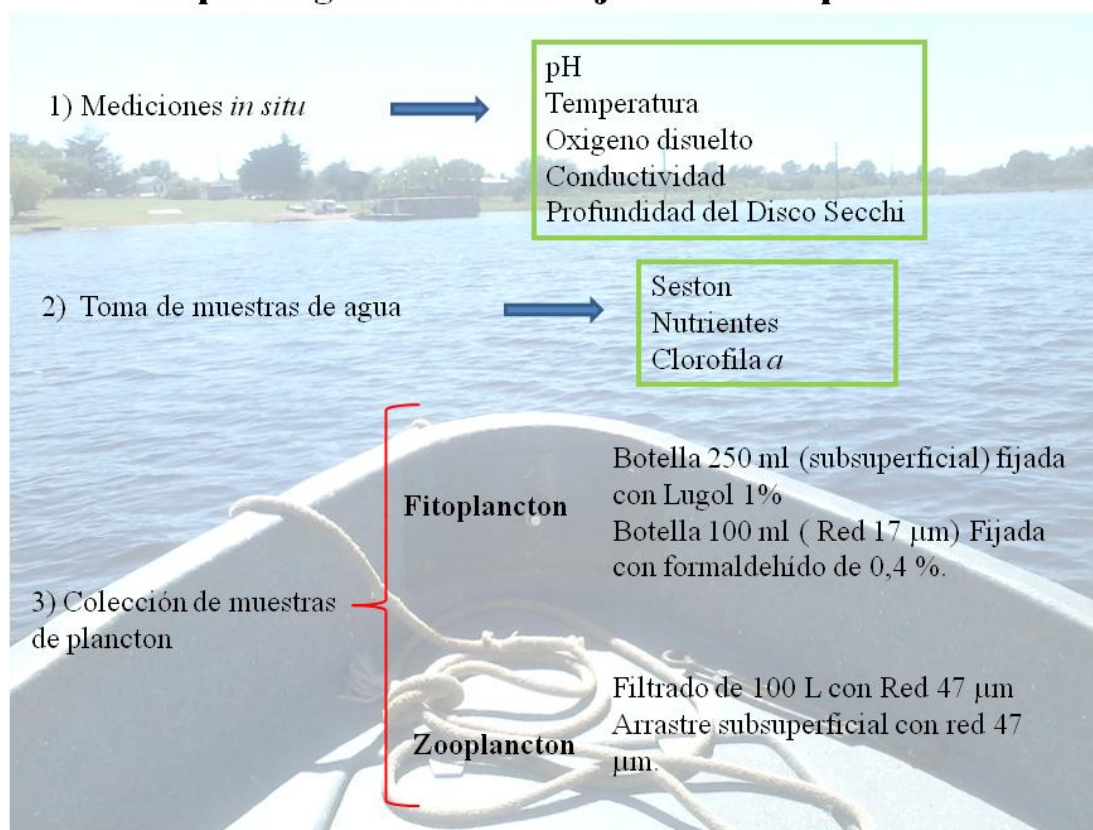 1) Mediciones in situ
pH
Temperatura
Oxigeno disuelto
Conductividad
Profundidad del Disco Secchi
2) Toma de muestras de agua
Seston
Nutrientes
Clorofila a
3) Colección de muestras
de plancton
Fitoplancton
Botella 250 ml (subsuperficial) fijada
con Lugol 1%
Botella 100 ml ( Red 17 µm) Fijada
con formaldehído de 0,4 %.
Zooplancton
Filtrado de 100 L con Red 47 µm
Arrastre subsuperficial con red 47
µm.